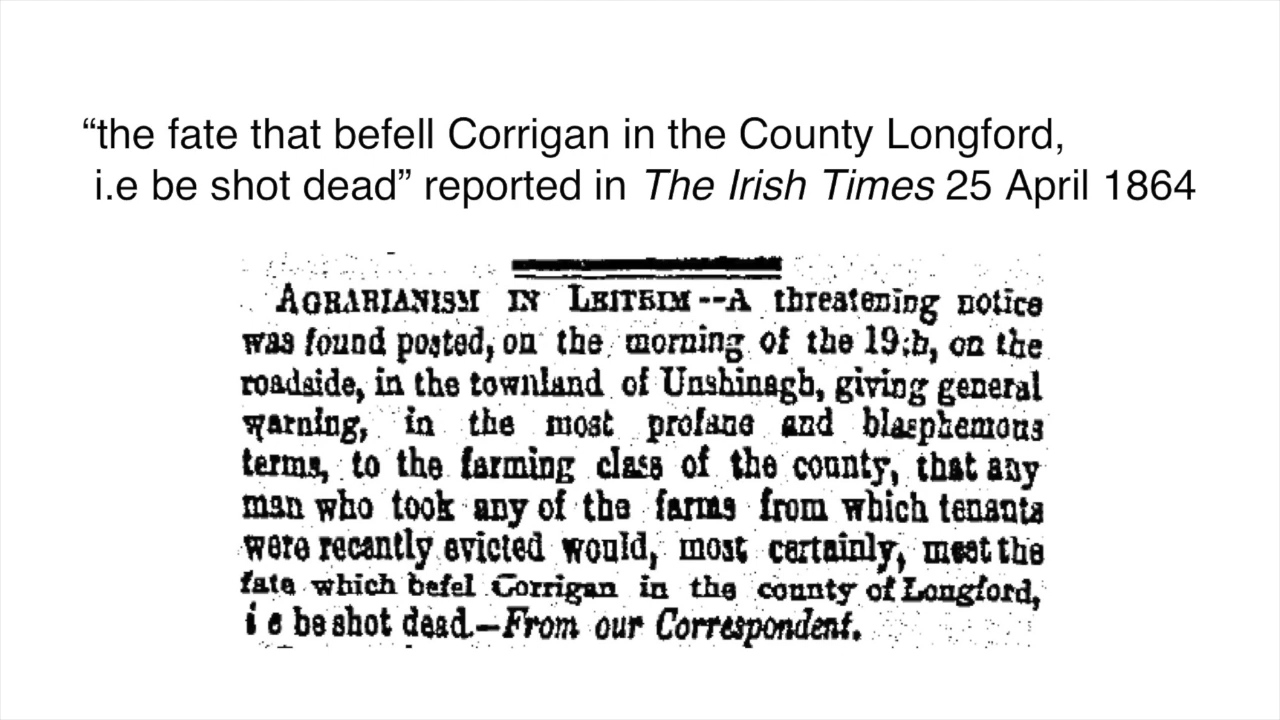 “the fate that befell Corrigan in the County Longford,
i.e be shot dead” reported in The Irish Times 25 April 1864
AGRARIANISM IN LEITRIM--A threatening notice
was found posted, on the morning of the 19th, on the
roadside, in the townland of Unshinagh, giving general
warning, in the most profane and blasphemous
terms, to the farming class of the county, that any
man who took any of the farms from which tenants
were recently evicted would, most certainly, meet the
fate which befel Corrigan in the county of Longford,
i e be shot dead.—From our Correspondent.